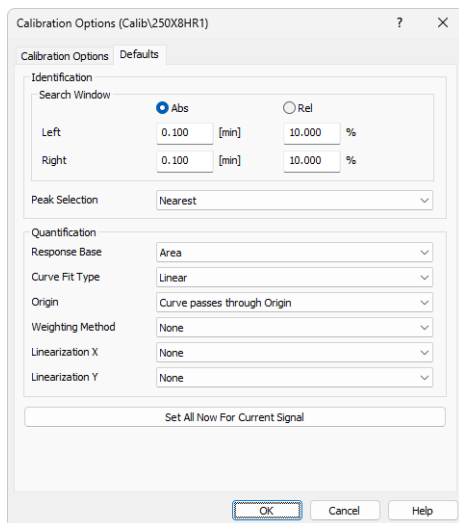 Calibration Options (Calib\250X8HR1) ? ×
Calibration Options Defaults
Identification
Search Window
Abs Rel
Left 0.100 [min] 10.000 %
Right 0.100 [min] 10.000 %
Peak Selection Nearest
Quantification
Response Base Area
Curve Fit Type Linear
Origin Curve passes through Origin
Weighting Method None
Linearization X None
Linearization Y None
Set All Now For Current Signal
OK Cancel Help